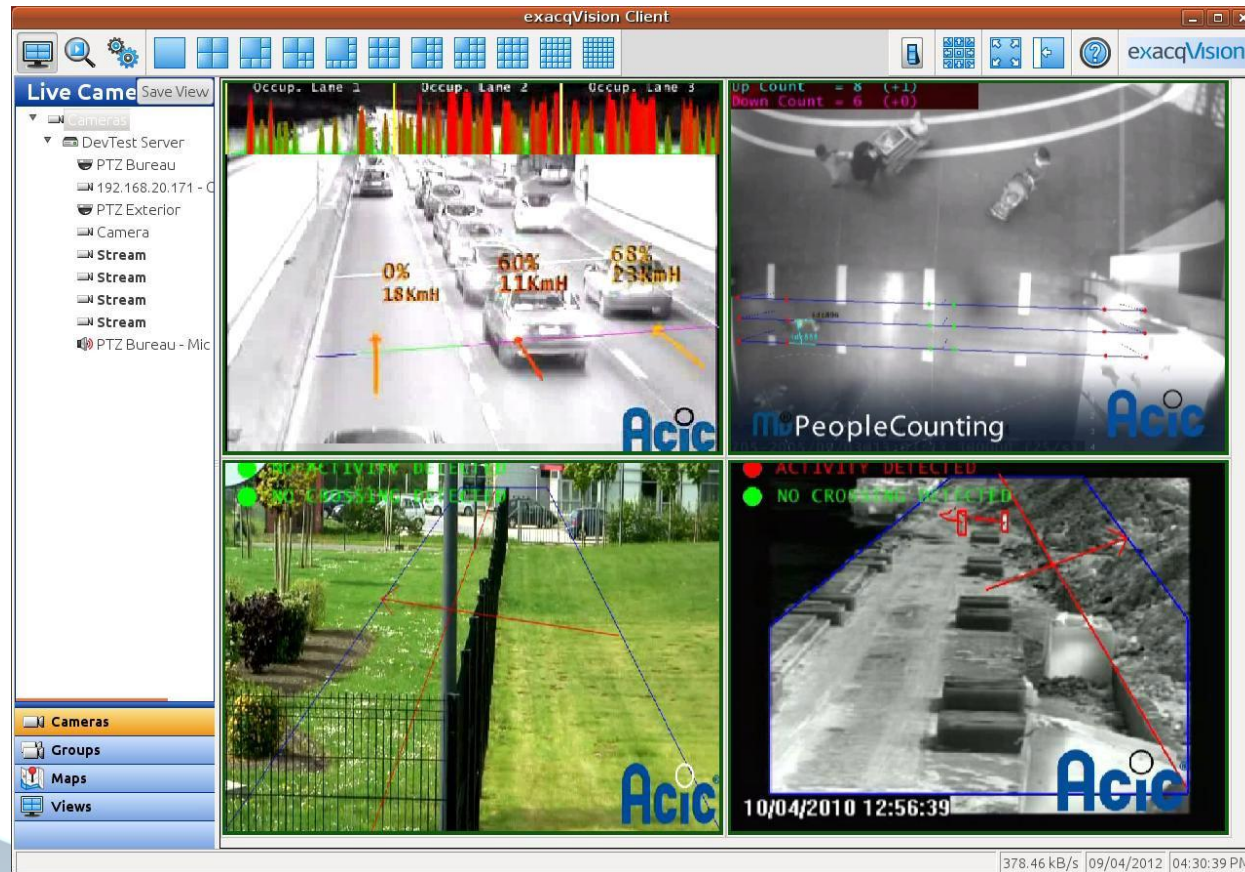 exacqVision Client
exacqVision
Live Came
Save View
Cameras
DevTest Server
PTZ Bureau
192.168.20.171 - C
PTZ Exterior
Camera
Stream
Stream
Stream
Stream
PTZ Bureau - Mic
Cameras
Groups
Maps
Views
Occup. Lane 1
Occup. Lane 2
Occup. Lane 3
0%
18KmH
60%
11KmH
68%
23KmH
Acic
Up Count = 8 (+1)
Down Count = 6 (+0)
PeopleCounting
Acic
NO ACTIVITY DETECTED
NO CROSSING DETECTED
Acic
ACTIVITY DETECTED
NO CROSSING DETECTED
10/04/2010 12:56:39
Acic
378.46 kB/s
09/04/2012
04:30:39 PM